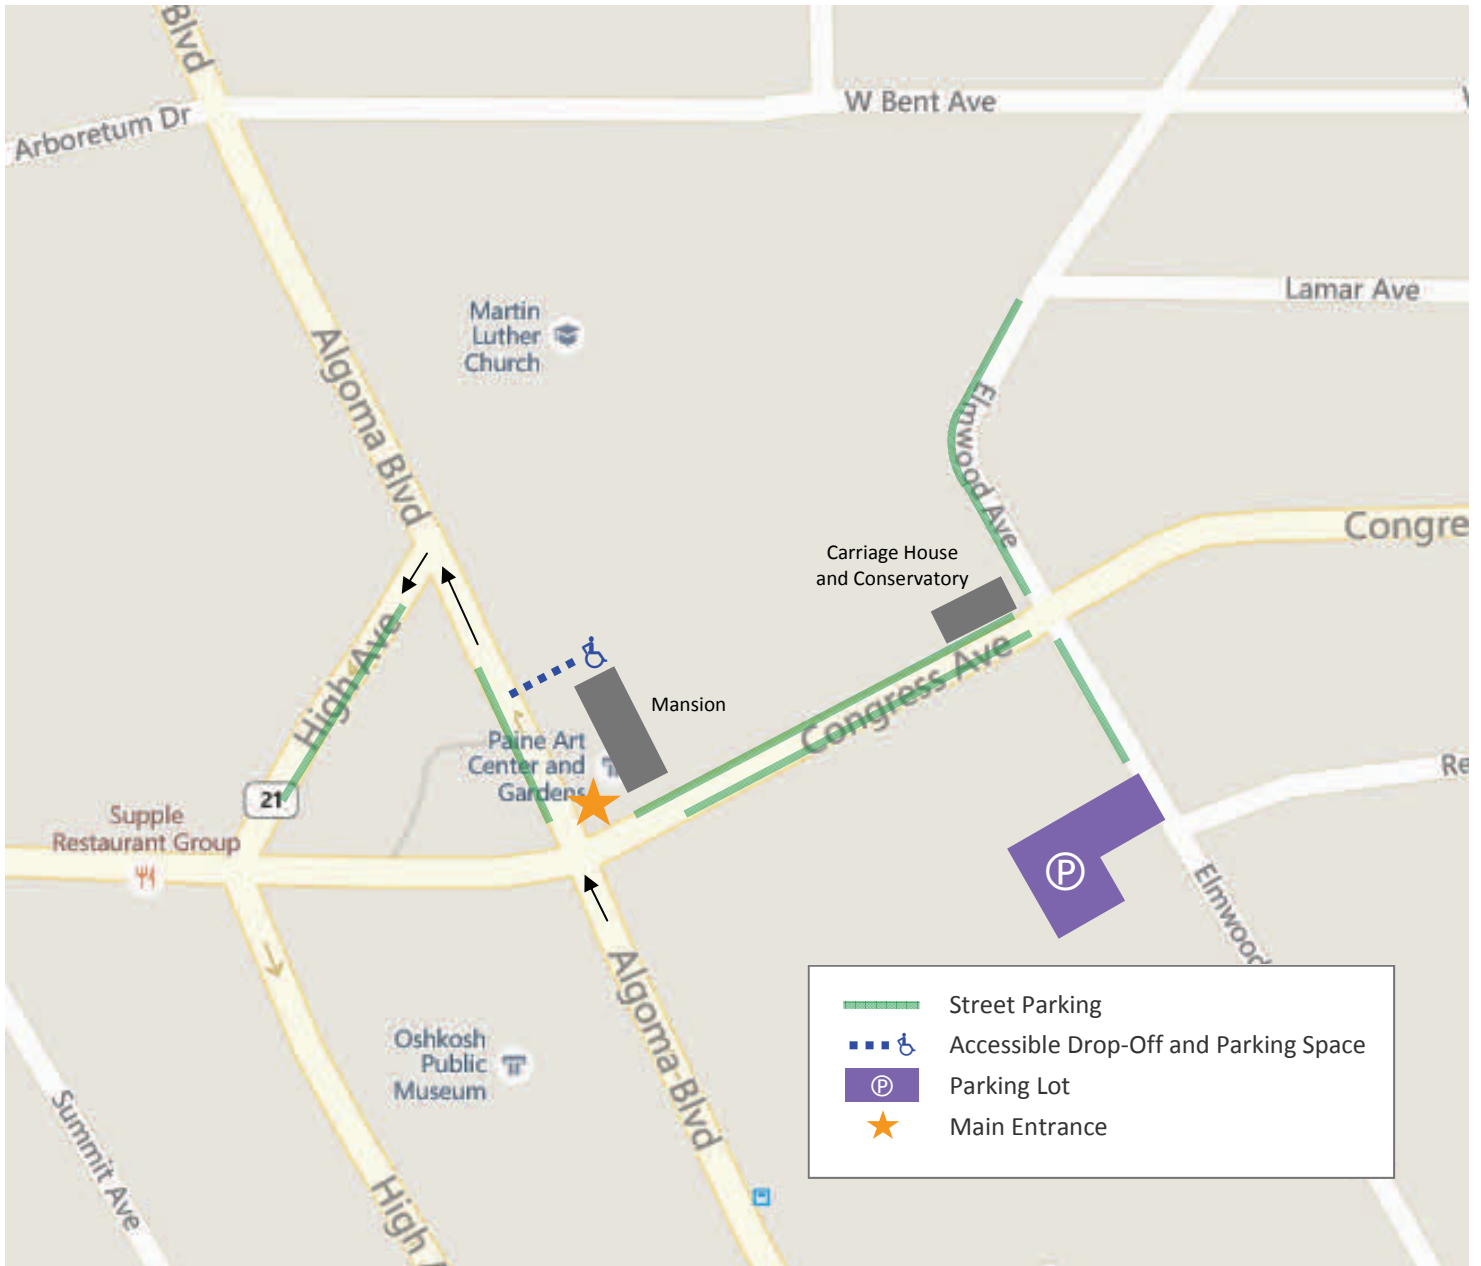 Blvd
Arboretum Dr
W Bent Ave
Lamar Ave
Martin
Luther
Church
Algoma Blvd
Elmwood Ave
Congre
Carriage House
and Conservatory
High Ave
Mansion
Congress Ave
Paine Art
Center and
Gardens
21
Re
Supple
Restaurant Group
P
Elmwood
Algoma Blvd
Oshkosh
Public
Museum
Summit Ave
High A
Street Parking
Accessible Drop-Off and Parking Space
P
Parking Lot
Main Entrance